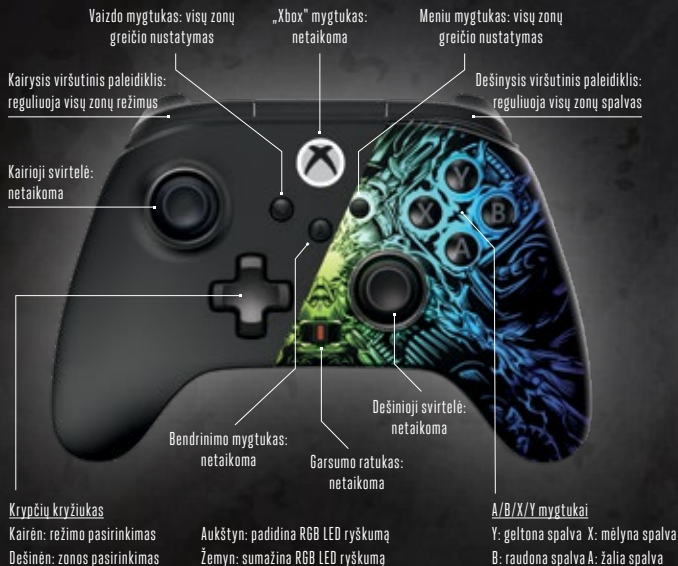 Vaizdo mygtukas: visų zonų
greičio nustatymas
„Xbox" mygtukas:
netaikoma
Meniu mygtukas: visų zonų
greičio nustatymas
Kairysis viršutinis paleidiklis:
reguliuoja visų zonų režimus
Dešinysis viršutinis paleidiklis:
reguliuoja visų zonų spalvas
Kairioji svirtelė:
netaikoma
Y
X
B
A
Dešinioji svirtelė:
netaikoma
Bendrinimo mygtukas:
netaikoma
Garsumo ratukas:
netaikoma
Krypčių kryžiukas
Kairėn: režimo pasirinkimas
Dešinėn: zonos pasirinkimas
Aukštyn: padidina RGB LED ryškumą
Žemyn: sumažina RGB LED ryškumą
A/B/X/Y mygtukai
Y: geltona spalva X: mėlyna spalva
B: raudona spalva A: žalia spalva